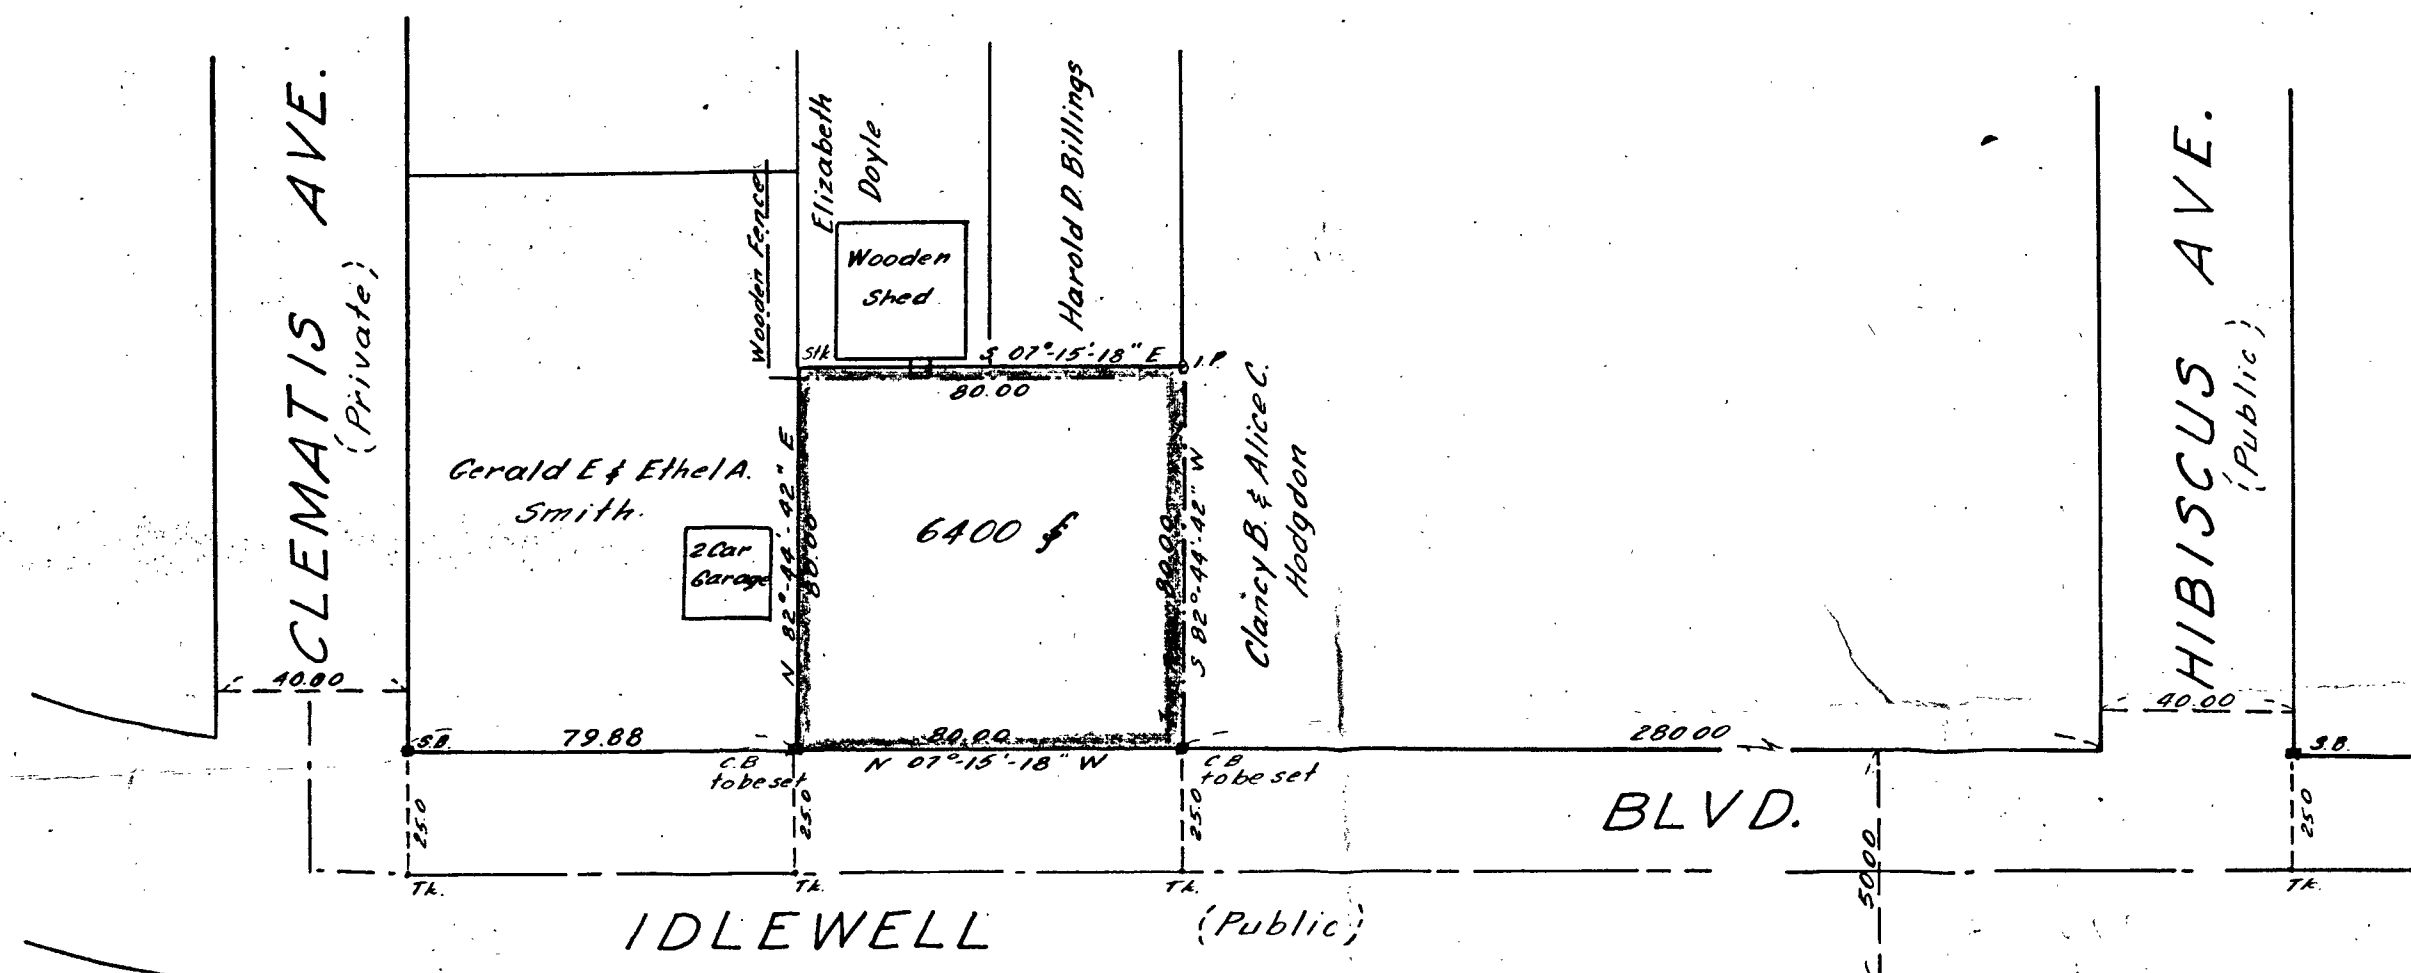 CLEMATIS AVE.
(Private)
40.00
Wooden Fence
Elizabeth
Doyle
Harold D. Billings
Wooden
Shed
Stk
S 07°-15'-18" E
I.P
80.00
Gerald E & Ethel A.
Smith.
2 Car
Garage
N 82°-44'-42" E
80.00
6400
80.00
S 82°-44'-42" W
Clancy B. & Alice C.
Hodgdon
HIBISCUS AVE.
(Public)
40.00
S.B.
79.88
80.00
280.00
S.B.
C.B
to be set
N 07°-15'-18" W
C B
to be set
25.0
25.0
25.0
25.0
BLVD.
50.00
Tk.
Tk.
Tk.
Tk.
IDLEWELL
(Public)